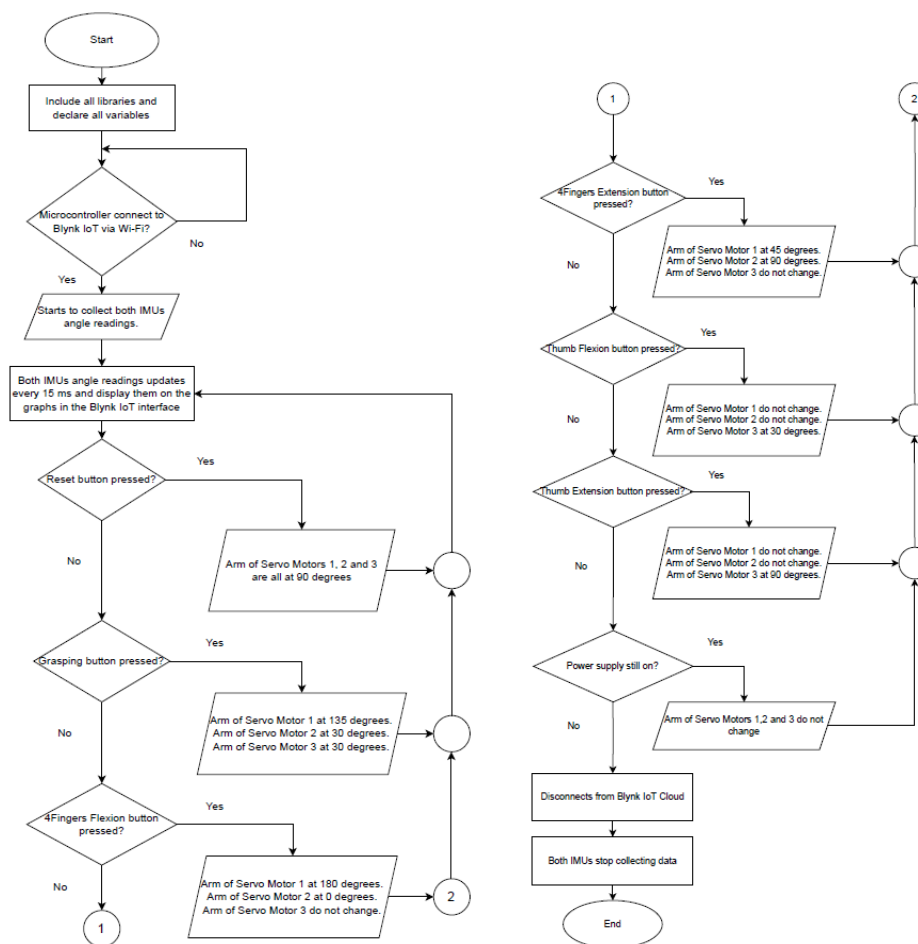 Start
Include all libraries and
declare all variables
Microcontroller connect to
Blynk IoT via Wi-Fi?
No
Yes
Starts to collect both IMUs
angle readings.
Both IMUs angle readings updates
every 15 ms and display them on the
graphs in the Blynk IoT interface
Reset button pressed?
Yes
No
Arm of Servo Motors 1, 2 and 3
are all at 90 degrees
Grasping button pressed?
Yes
No
Arm of Servo Motor 1 at 135 degrees.
Arm of Servo Motor 2 at 30 degrees.
Arm of Servo Motor 3 at 30 degrees.
4Fingers Flexion button
pressed?
Yes
No
Arm of Servo Motor 1 at 180 degrees.
Arm of Servo Motor 2 at 0 degrees.
Arm of Servo Motor 3 do not change.
2
1
1
2
4Fingers Extension button
pressed?
Yes
No
Arm of Servo Motor 1 at 45 degrees.
Arm of Servo Motor 2 at 90 degrees.
Arm of Servo Motor 3 do not change.
Thumb Flexion button pressed?
Yes
No
Arm of Servo Motor 1 do not change.
Arm of Servo Motor 2 do not change.
Arm of Servo Motor 3 at 30 degrees.
Thumb Extension button pressed?
Yes
No
Arm of Servo Motor 1 do not change.
Arm of Servo Motor 2 do not change.
Arm of Servo Motor 3 at 90 degrees.
Power supply still on?
Yes
No
Arm of Servo Motors 1,2 and 3 do not
change
Disconnects from Blynk IoT Cloud
Both IMUs stop collecting data
End